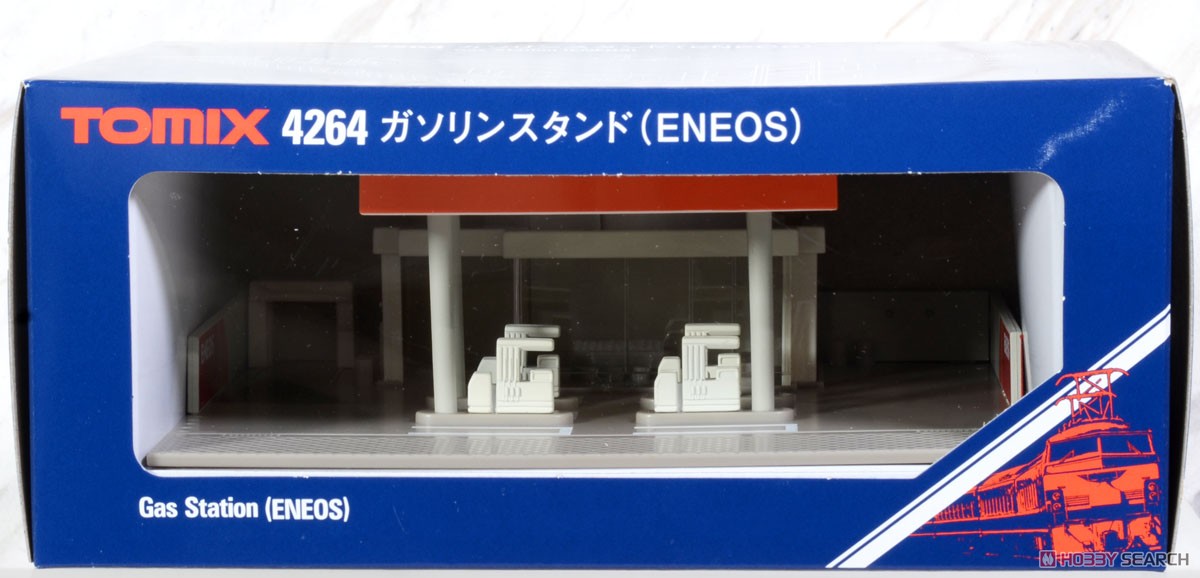 TOMIX 4264 ガソリンスタンド(ENEOS)
Gas Station (ENEOS)
HOBBY SEARCH